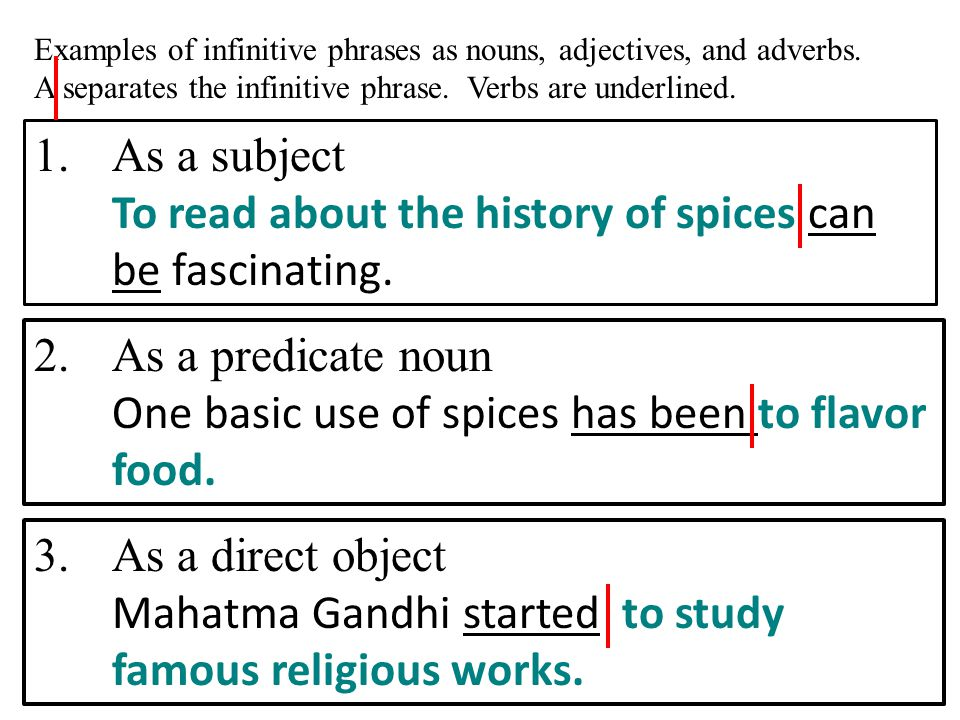 Examples of infinitive phrases as nouns, adjectives, and adverbs.
A separates the infinitive phrase. Verbs are underlined.
1. As a subject
To read about the history of spices can
be fascinating.
2. As a predicate noun
One basic use of spices has been to flavor
food.
3. As a direct object
Mahatma Gandhi started to study
famous religious works.